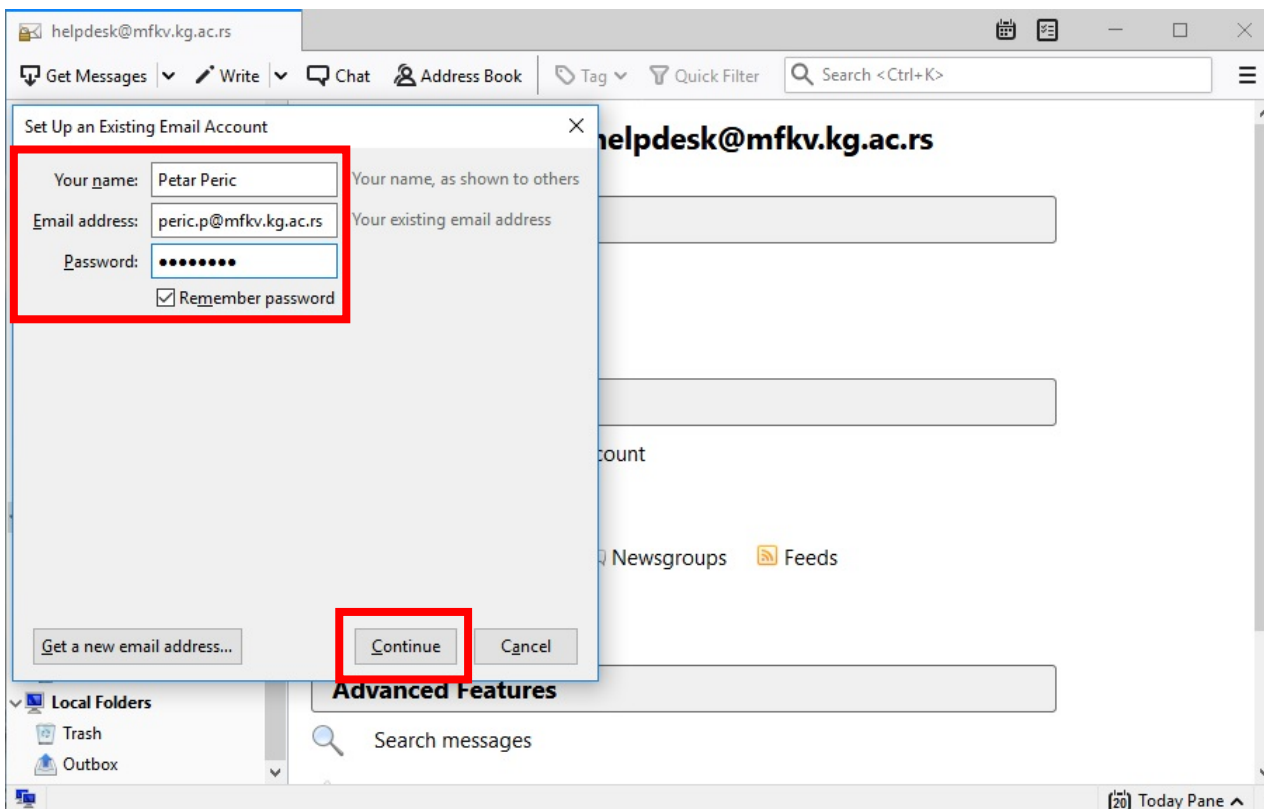 helpdesk@mfkv.kg.ac.rs
Get Messages Write Chat Address Book Tag Quick Filter Search <Ctrl+K>
Set Up an Existing Email Account
helpdesk@mfkv.kg.ac.rs
Your name: Petar Peric Your name, as shown to others
Email address: peric.p@mfkv.kg.ac.rs Your existing email address
Password: ••••••••
Remember password
count
Newsgroups Feeds
Get a new email address... Continue Cancel
Advanced Features
Local Folders
Trash
Search messages
Outbox
20 Today Pane